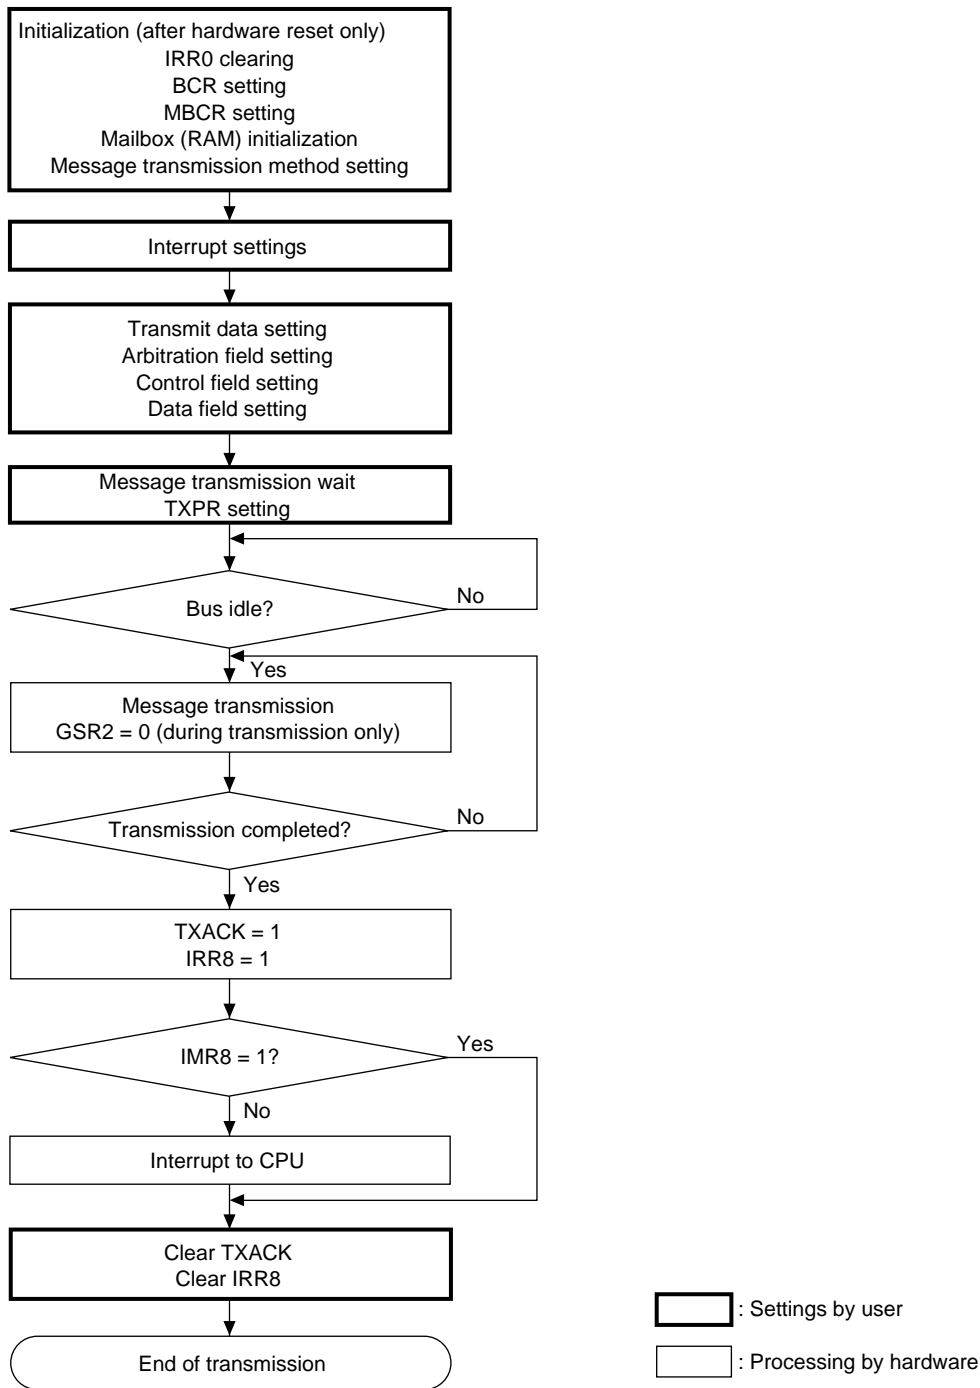 Initialization (after hardware reset only)
IRR0 clearing
BCR setting
MBCR setting
Mailbox (RAM) initialization
Message transmission method setting
Interrupt settings
Transmit data setting
Arbitration field setting
Control field setting
Data field setting
Message transmission wait
TXPR setting
Bus idle?
No
Yes
Message transmission
GSR2 = 0 (during transmission only)
Transmission completed?
No
Yes
TXACK = 1
IRR8 = 1
IMR8 = 1?
Yes
No
Interrupt to CPU
Clear TXACK
Clear IRR8
End of transmission
: Settings by user
: Processing by hardware